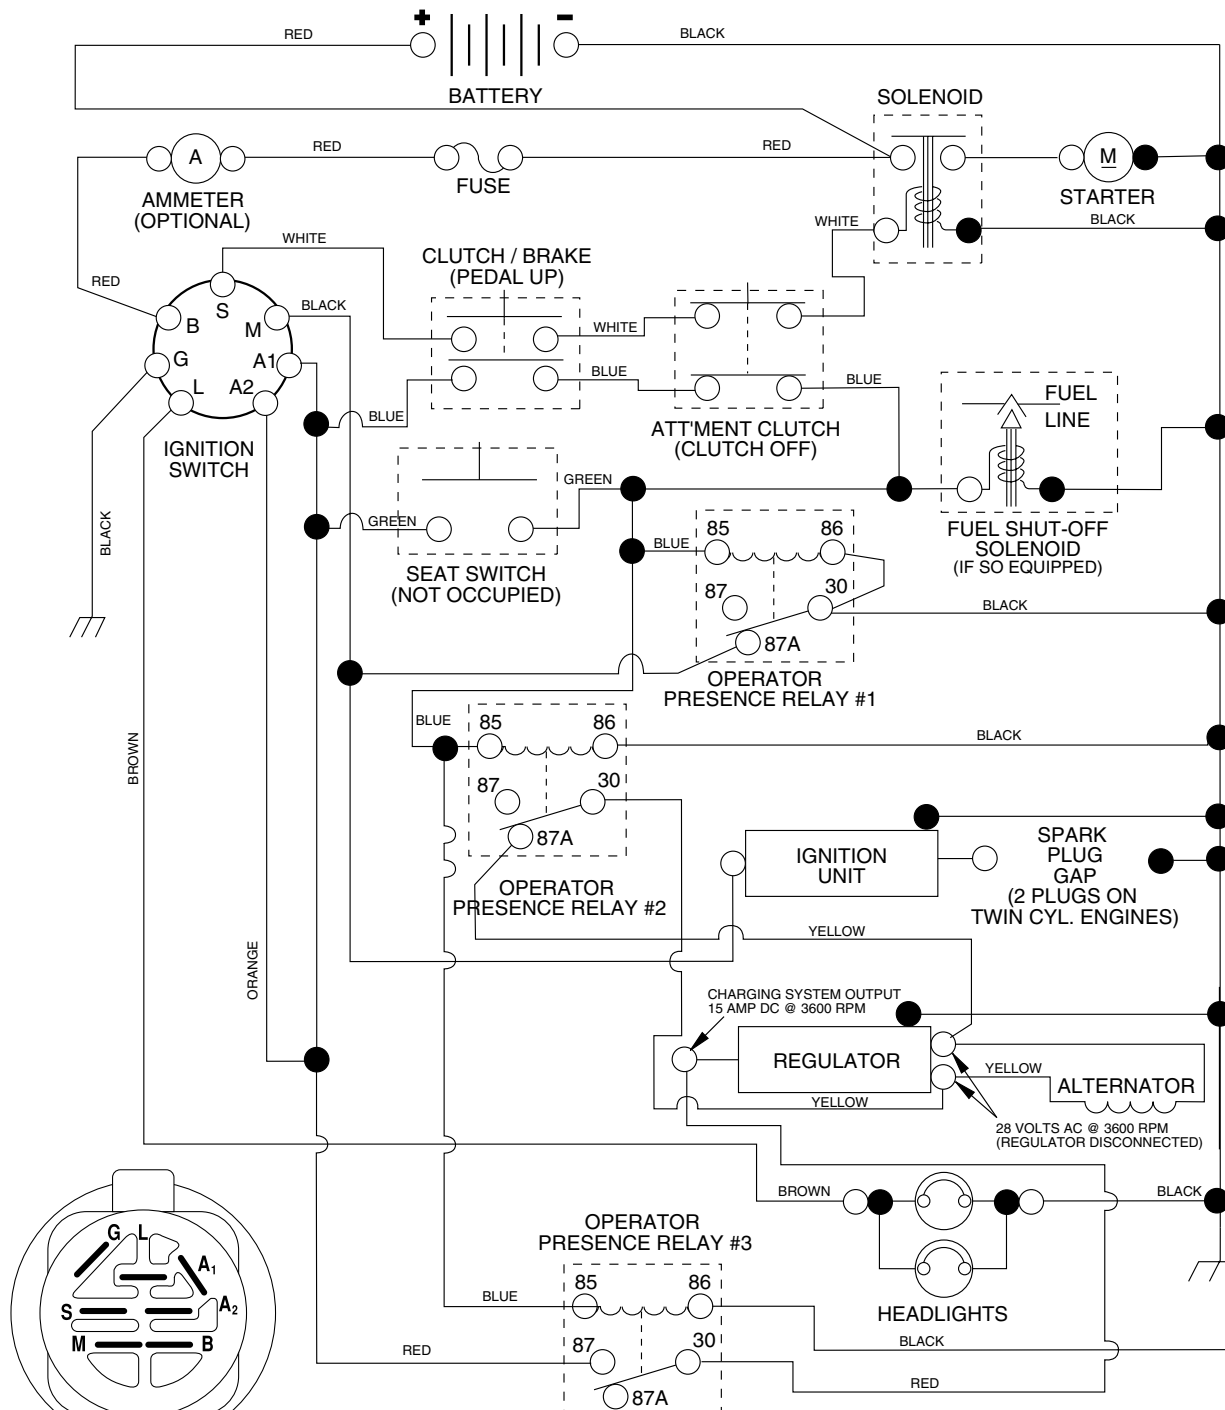 + −
RED
BLACK
BATTERY
SOLENOID
A
RED
RED
M
AMMETER
(OPTIONAL)
FUSE
STARTER
WHITE
BLACK
WHITE
CLUTCH / BRAKE
(PEDAL UP)
RED
S
BLACK
B
M
WHITE
G
A1
L
A2
BLUE
BLUE
FUEL
LINE
BLUE
IGNITION
SWITCH
ATT'MENT CLUTCH
(CLUTCH OFF)
GREEN
BLACK
GREEN
85
86
FUEL SHUT-OFF
SOLENOID
(IF SO EQUIPPED)
BLUE
SEAT SWITCH
(NOT OCCUPIED)
87
30
BLACK
87A
OPERATOR
PRESENCE RELAY #1
BLUE
85
86
BLACK
BROWN
87
30
87A
IGNITION
UNIT
SPARK
PLUG
GAP
(2 PLUGS ON
TWIN CYL. ENGINES)
OPERATOR
PRESENCE RELAY #2
YELLOW
ORANGE
CHARGING SYSTEM OUTPUT
15 AMP DC @ 3600 RPM
REGULATOR
YELLOW
ALTERNATOR
YELLOW
28 VOLTS AC @ 3600 RPM
(REGULATOR DISCONNECTED)
BROWN
BLACK
OPERATOR
PRESENCE RELAY #3
G
L
A1
S
A2
M
B
85
86
BLUE
HEADLIGHTS
BLACK
RED
87
30
RED
87A